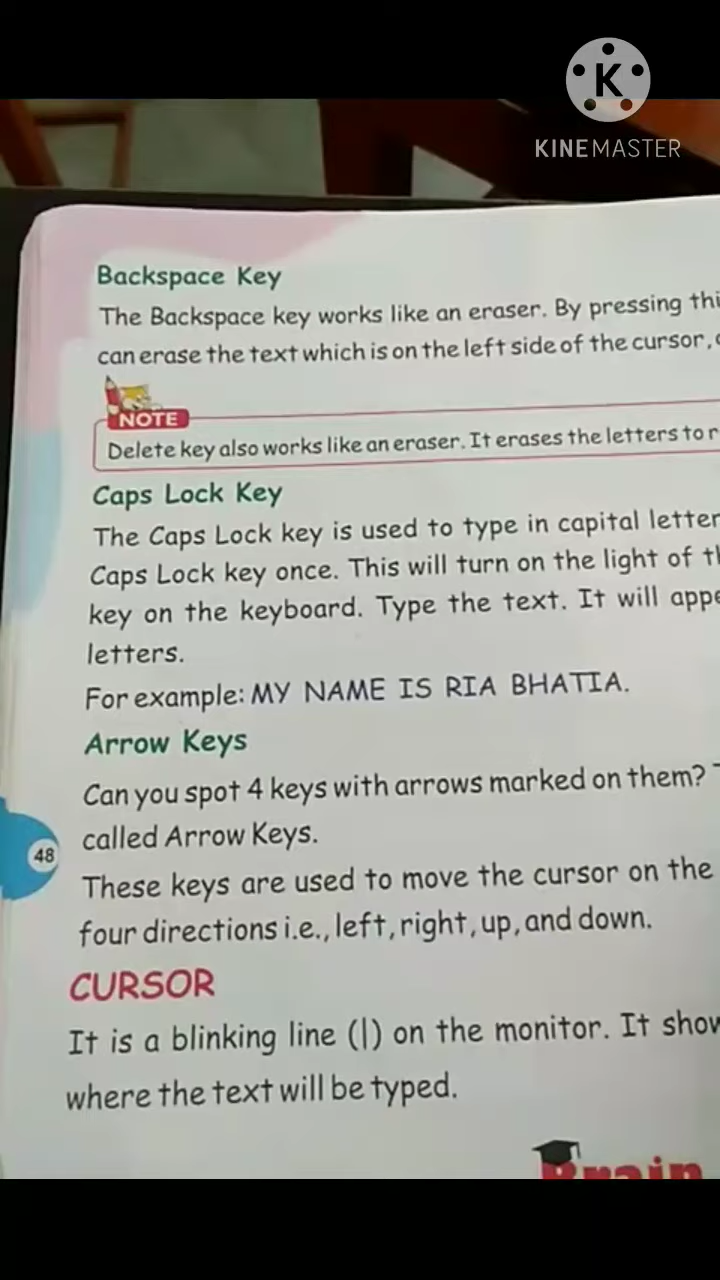 K
KINEMASTER
Backspace Key
The Backspace key works like an eraser. By pressing
can erase the text which is on the left side of the cursor,
NOTE
Delete key also works like an eraser. It erases the letters to
Caps Lock Key
The Caps Lock key is used to type in capital
Caps Lock key once. This will turn on the light of
key on the keyboard. Type the text. It will
letters.
For example: MY NAME IS RIA BHATIA.
Arrow Keys
Can you spot 4 keys with arrows marked on them?
called Arrow Keys.
These keys are used to move the cursor on the
four directions i.e., left, right, up, and down.
48
CURSOR
It is a blinking line (|) on the monitor. It
where the text will be typed.
Brain